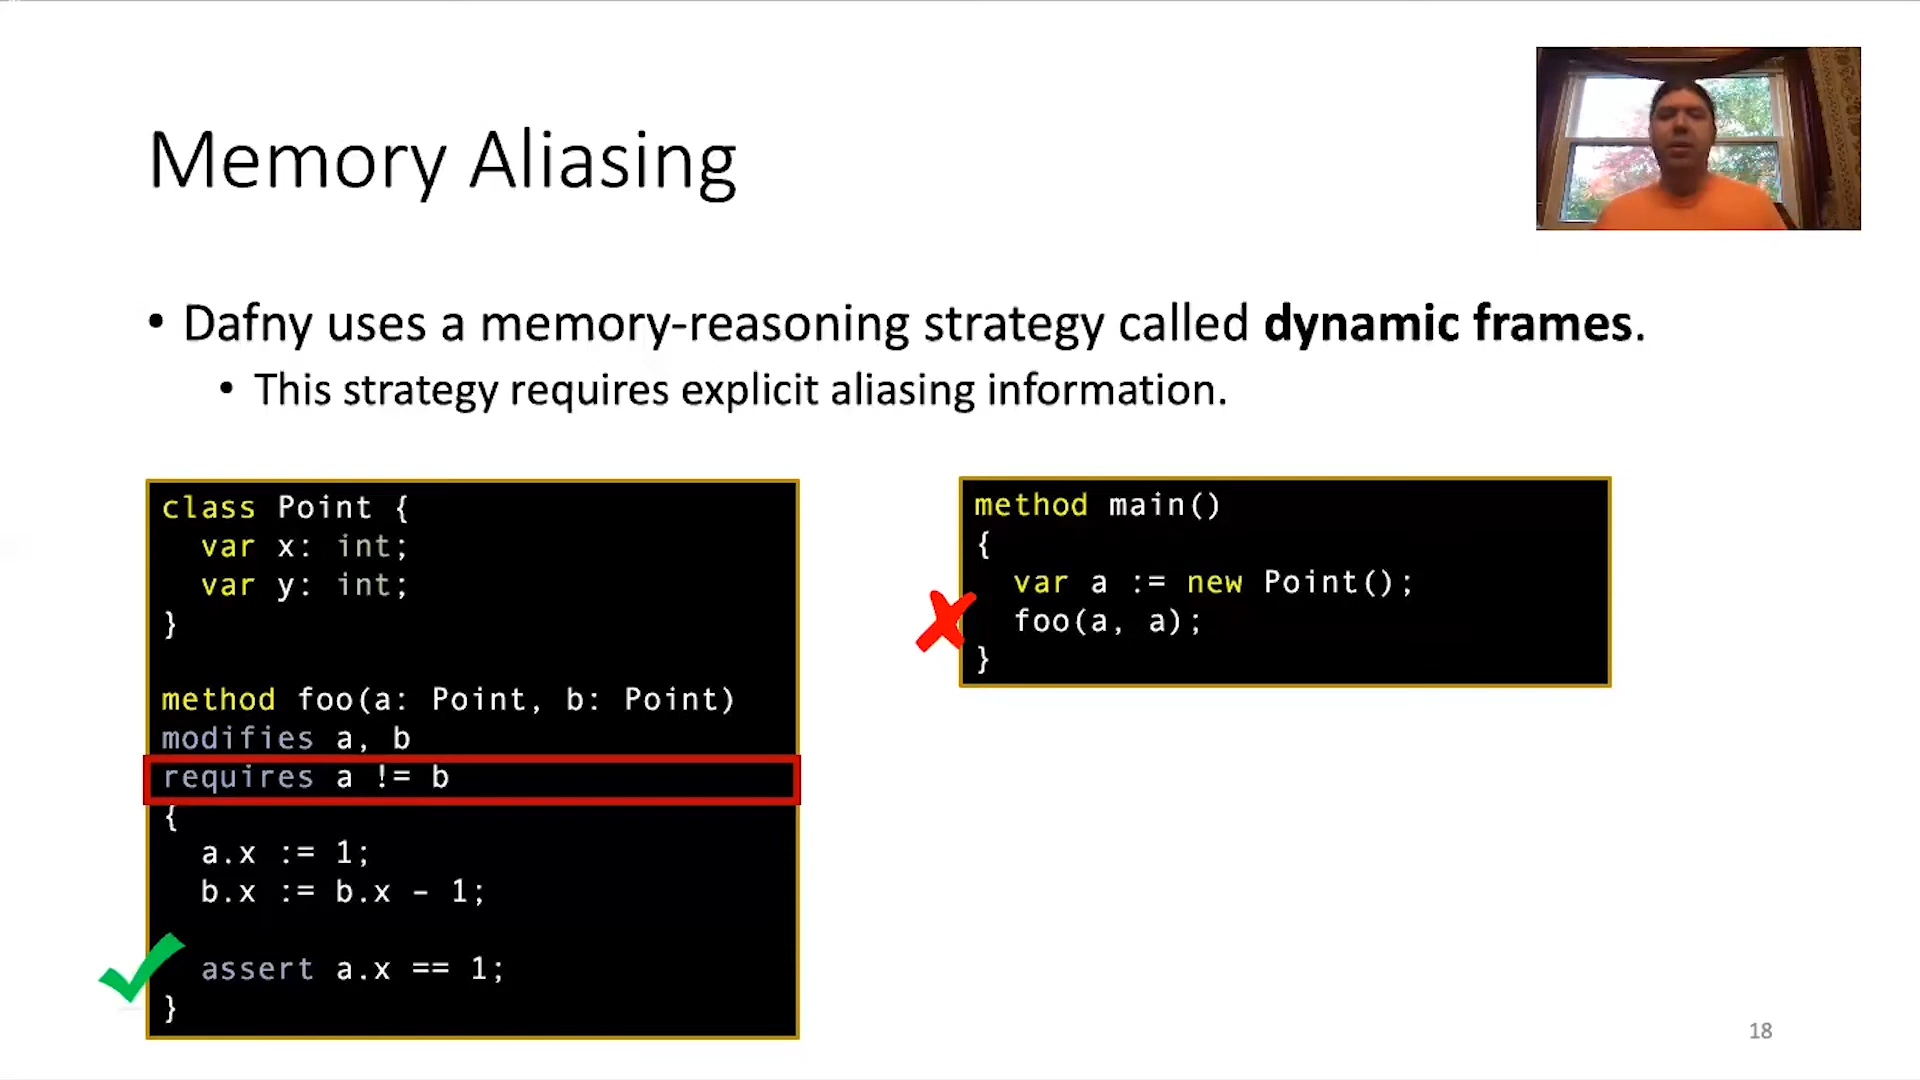 Memory Aliasing
• Dafny uses a memory-reasoning strategy called dynamic frames.
• This strategy requires explicit aliasing information.
class Point {
  var x: int;
  var y: int;
}
method foo(a: Point, b: Point)
modifies a, b
requires a != b
{
  a.x := 1;
  b.x := b.x - 1;
  assert a.x == 1;
}
method main()
{
  var a := new Point();
  foo(a, a);
}
18